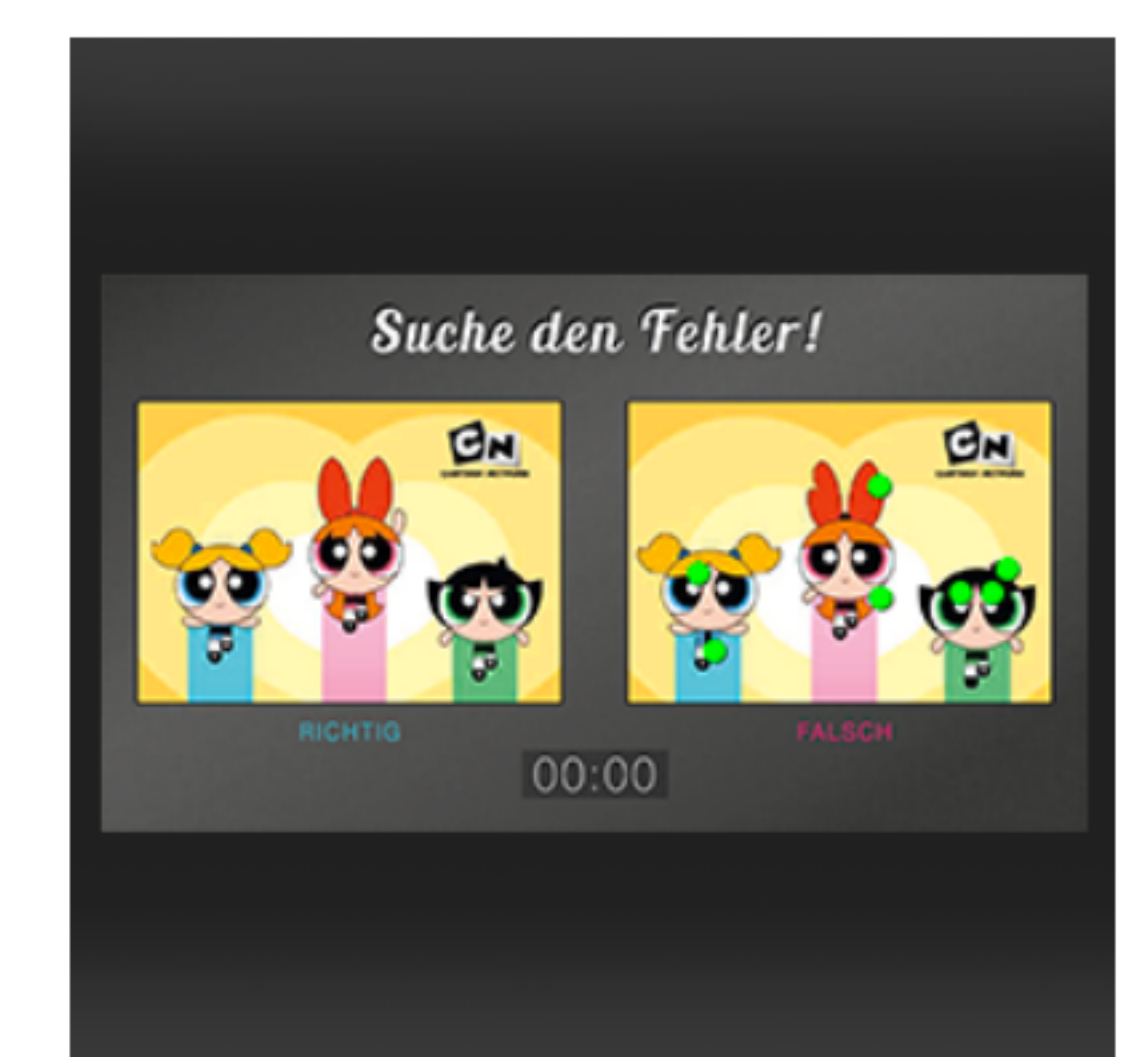 Suche den Fehler!
CN
CN
RICHTIG
FALSCH
00:00